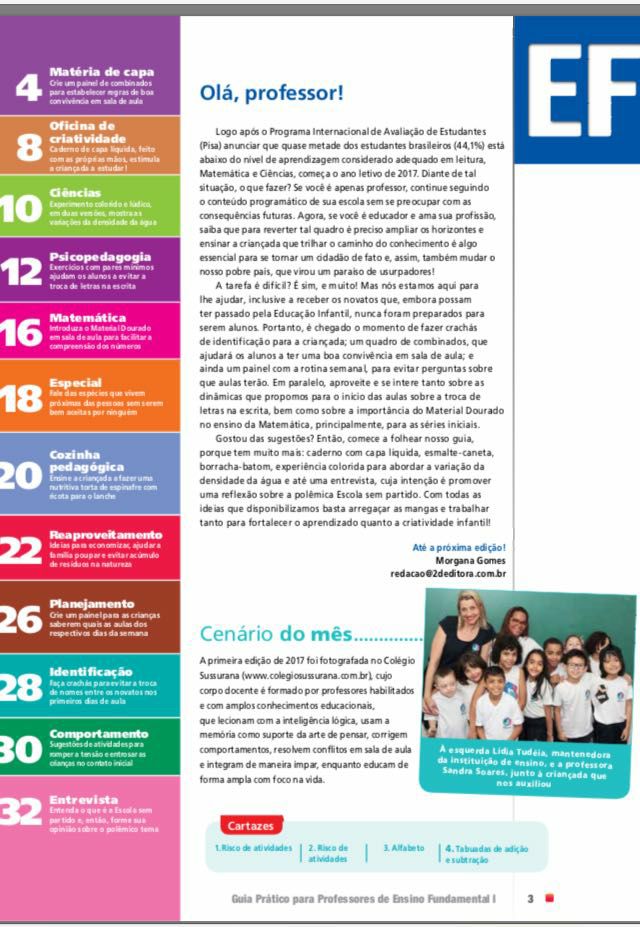 4
Matéria de capa
Crie um painel de combinados
para estabelecer regras de boa
convivência em sala de aula
8
Oficina de
criatividade
Caderno de capa líquida, feito
com as próprias mãos, estimula
a criançada a estudar!
10
Ciências
Experimento colorido e lúdico,
em duas versões, mostra as
variações da densidade da água
12
Psicopedagogia
Exercícios com pares mínimos
ajudam os alunos a evitar a
troca de letras na escrita
16
Matemática
Introduza o Material Dourado
em sala de aula para facilitar a
compreensão dos números
18
Especial
Fale das espécies que vivem
próximas das pessoas sem serem
bem aceitas por ninguém
20
Cozinha
pedagógica
Ensine a criançada a fazer uma
nutritiva torta de espinafre com
ricota para o lanche
22
Reaproveitamento
Ideias para economizar, ajudar a
família poupar e evitar acúmulo
de resíduos na natureza
26
Planejamento
Crie um painel para as crianças
saberem quais as aulas dos
respectivos dias da semana
28
Identificação
Faça crachás para evitar a troca
de nomes entre os novatos nos
primeiros dias de aula
30
Comportamento
Sugestões de atividades para
romper a tensão e entrosar as
crianças no contato inicial
32
Entrevista
Entenda o que é a Escola sem
partido e, então, forme sua
opinião sobre o polêmico tema
Olá, professor!
Logo após o Programa Internacional de Avaliação de Estudantes
(Pisa) anunciar que quase metade dos estudantes brasileiros (44,1%) está
abaixo do nível de aprendizagem considerado adequado em leitura,
Matemática e Ciências, começa o ano letivo de 2017. Diante de tal
situação, o que fazer? Se você é apenas professor, continue seguindo
o conteúdo programático de sua escola sem se preocupar com as
consequências futuras. Agora, se você é educador e ama sua profissão,
saiba que para reverter tal quadro é preciso ampliar os horizontes e
ensinar a criançada que trilhar o caminho do conhecimento é algo
essencial para se tornar um cidadão de fato e, assim, também mudar o
nosso pobre país, que virou um paraíso de usurpadores!
A tarefa é difícil? É sim, e muito! Mas nós estamos aqui para
lhe ajudar, inclusive a receber os novatos que, embora possam
ter passado pela Educação Infantil, nunca foram preparados para
serem alunos. Portanto, é chegado o momento de fazer crachás
de identificação para a criançada; um quadro de combinados, que
ajudará os alunos a ter uma boa convivência em sala de aula; e
ainda um painel com a rotina semanal, para evitar perguntas sobre
que aulas terão. Em paralelo, aproveite e se intere tanto sobre as
dinâmicas que propomos para o início das aulas sobre a troca de
letras na escrita, bem como sobre a importância do Material Dourado
no ensino da Matemática, principalmente, para as séries iniciais.
Gostou das sugestões? Então, comece a folhear nosso guia,
porque tem muito mais: caderno com capa líquida, esmalte-caneta,
borracha-batom, experiência colorida para abordar a variação da
densidade da água e até uma entrevista, cuja intenção é promover
uma reflexão sobre a polêmica Escola sem partido. Com todas as
ideias que disponibilizamos basta arregaçar as mangas e trabalhar
tanto para fortalecer o aprendizado quanto a criatividade infantil!
Até a próxima edição!
Morgana Gomes
redacao@2deditora.com.br
Cenário do mês..............
A primeira edição de 2017 foi fotografada no Colégio
Sussurana (www.colegiosussurana.com.br), cujo
corpo docente é formado por professores habilitados
e com amplos conhecimentos educacionais,
que lecionam com a inteligência lógica, usam a
memória como suporte da arte de pensar, corrigem
comportamentos, resolvem conflitos em sala de aula
e integram de maneira ímpar, enquanto educam de
forma ampla com foco na vida.
À esquerda Lídia Tudéia, mantenedora
da instituição de ensino, e a professora
Sandra Soares, junto à criançada que
nos auxiliou
Cartazes
1.Risco de atividades
2. Risco de
atividades
3. Alfabeto
4. Tabuadas de adição
e subtração
Guia Prático para Professores de Ensino Fundamental I 3
EF